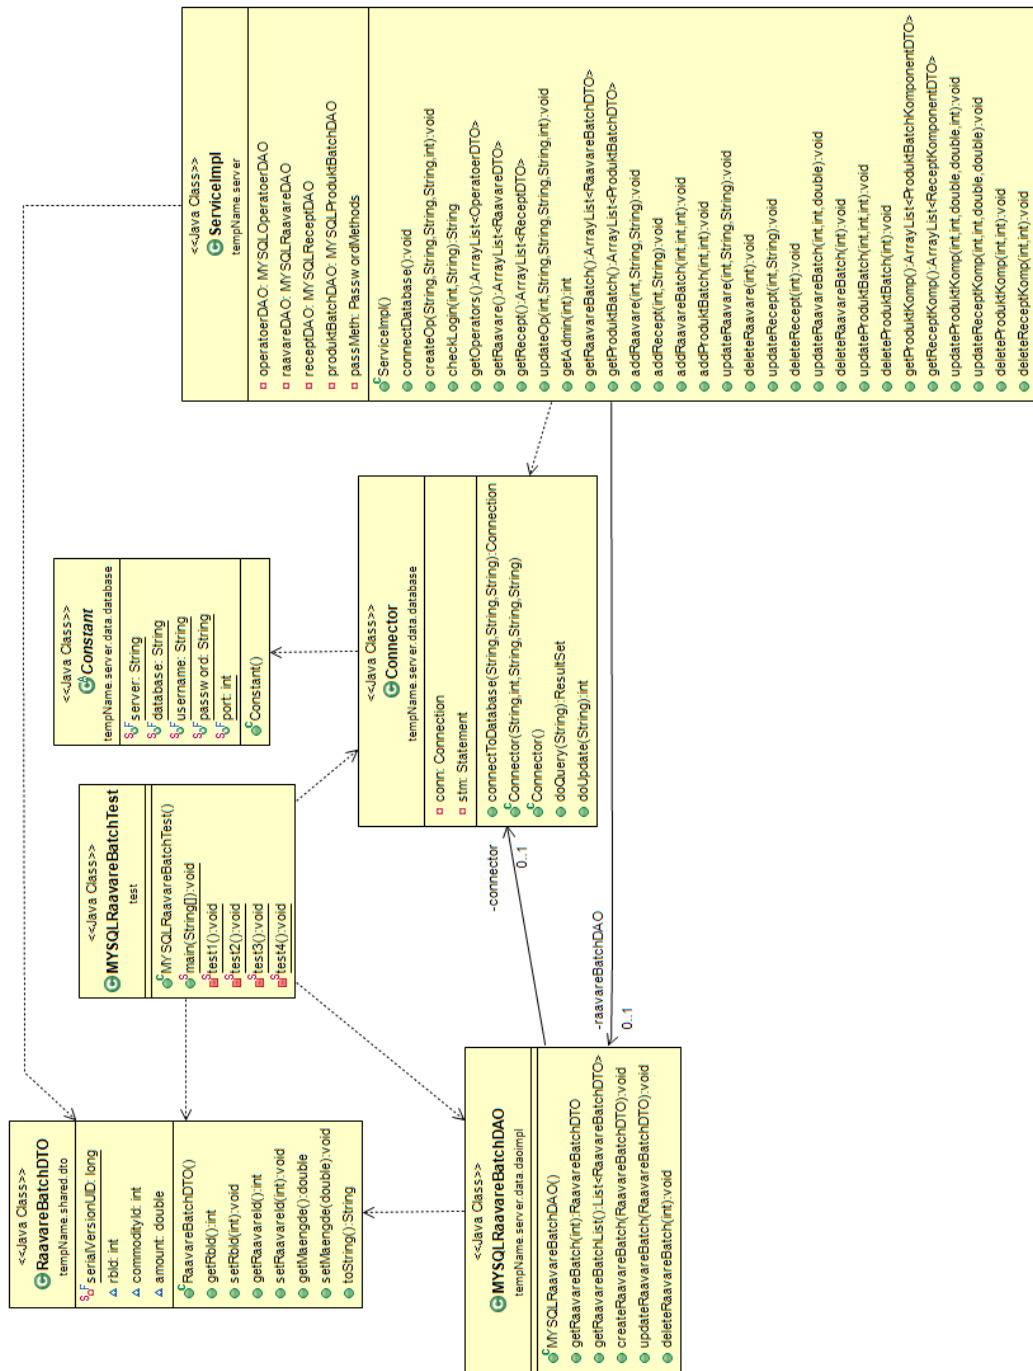 <<Java Class>>
RaavareBatchDTO
tempName.shared.dto
serialVersionUID: long
rbId: int
commodityId: int
amount: double
RaavareBatchDTO()
getRbId():int
setRbId(int):void
getRaavareId():int
setRaavareId(int):void
getMaengde():double
setMaengde(double):void
toString():String
<<Java Class>>
MYSQLRaavareBatchTest
test
MYSQLRaavareBatchTest()
main(String[]):void
test1():void
test2():void
test3():void
test4():void
<<Java Class>>
Constant
tempName.server.data.database
server: String
database: String
username: String
password: String
port: int
Constant()
<<Java Class>>
ServiceImpl
tempName.server
operatoerDAO: MYSQLOperatoerDAO
raavareDAO: MYSQLRaavareDAO
receptDAO: MYSQLReceptDAO
produktBatchDAO: MYSQLProduktBatchDAO
passMeth: PasswordMethods
ServiceImpl()
connectDatabase():void
createOp(String,String,String,String,int):void
checkLogin(int,String):String
getOperators():ArrayList<OperatoerDTO>
getRaavare():ArrayList<RaavareDTO>
getRecept():ArrayList<ReceptDTO>
updateOp(int,String,String,String,String,int):void
getAdmin(int):int
getRaavareBatch():ArrayList<RaavareBatchDTO>
getProduktBatch():ArrayList<ProduktBatchDTO>
addRaavare(int,String,String):void
addRecept(int,String):void
addRaavareBatch(int,int,int):void
addProduktBatch(int,int):void
updateRaavare(int,String,String):void
deleteRaavare(int):void
updateRecept(int,String):void
deleteRecept(int):void
updateRaavareBatch(int,int,double):void
deleteRaavareBatch(int):void
updateProduktBatch(int,int,int):void
deleteProduktBatch(int):void
getProduktKomp():ArrayList<ProduktBatchKomponentDTO>
getReceptKomp():ArrayList<ReceptKomponentDTO>
updateProduktKomp(int,int,double,double,int):void
updateReceptKomp(int,int,double,double):void
deleteProduktKomp(int,int):void
deleteReceptKomp(int,int):void
<<Java Class>>
Connector
tempName.server.data.database
conn: Connection
stm: Statement
connectToDatabase(String,String,String):Connection
Connector(String,int,String,String,String)
Connector()
doQuery(String):ResultSet
doUpdate(String):int
-connector
0..1
-raavareBatchDAO
0..1
<<Java Class>>
MYSQLRaavareBatchDAO
tempName.server.data.daoimpl
MYSQLRaavareBatchDAO()
getRaavareBatch(int):RaavareBatchDTO
getRaavareBatchList():List<RaavareBatchDTO>
createRaavareBatch(RaavareBatchDTO):void
updateRaavareBatch(RaavareBatchDTO):void
deleteRaavareBatch(int):void